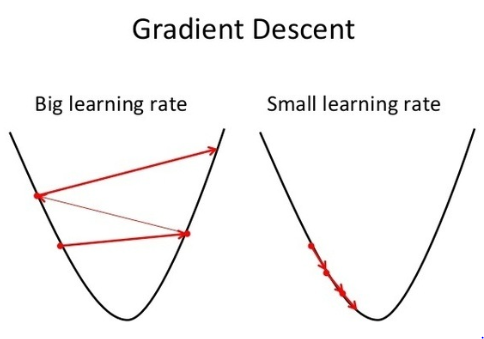 Gradient Descent
Big learning rate
Small learning rate